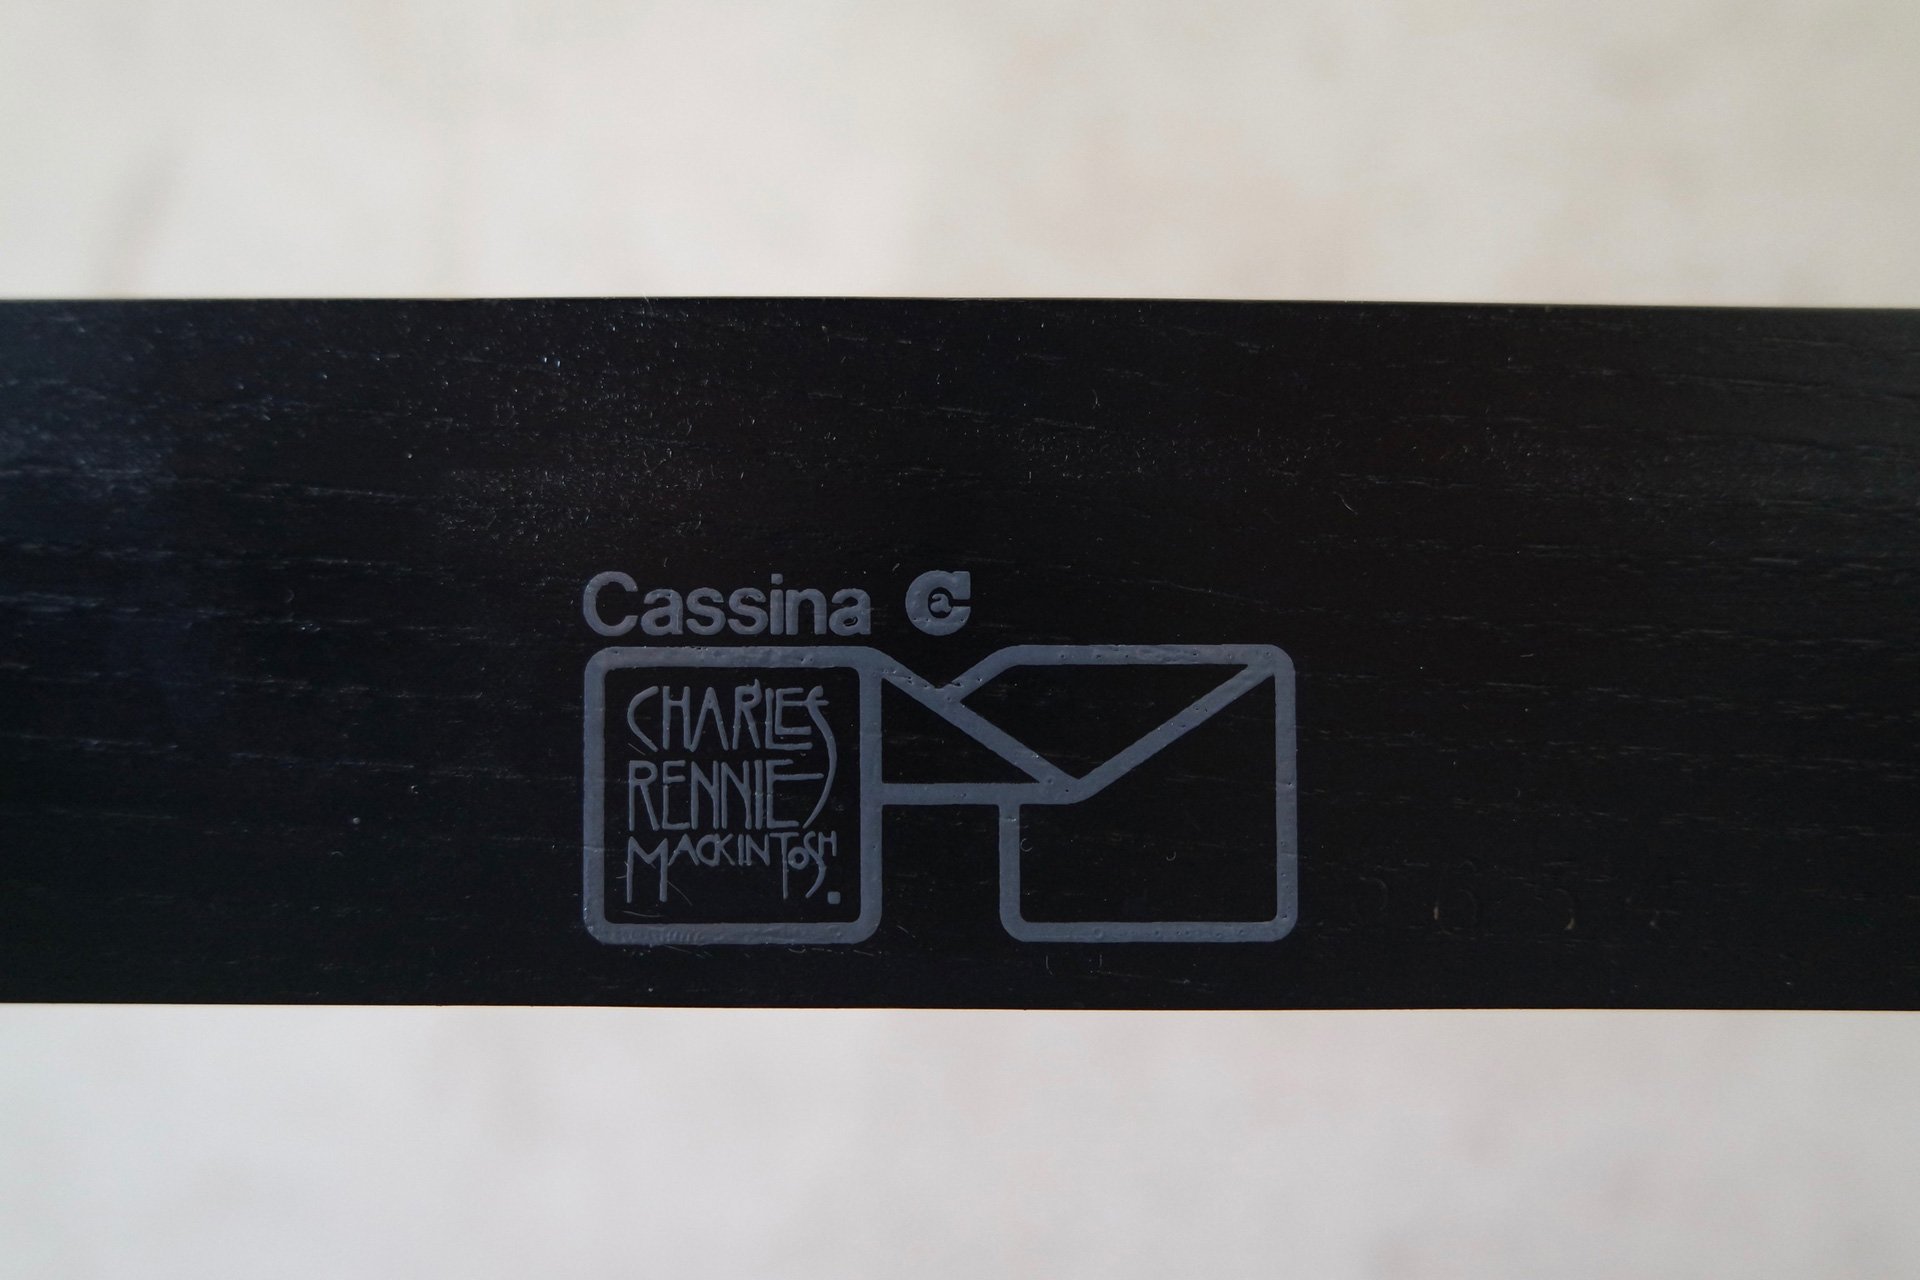 Cassina C
CHARLES
RENNIE
MACKINTOSH.